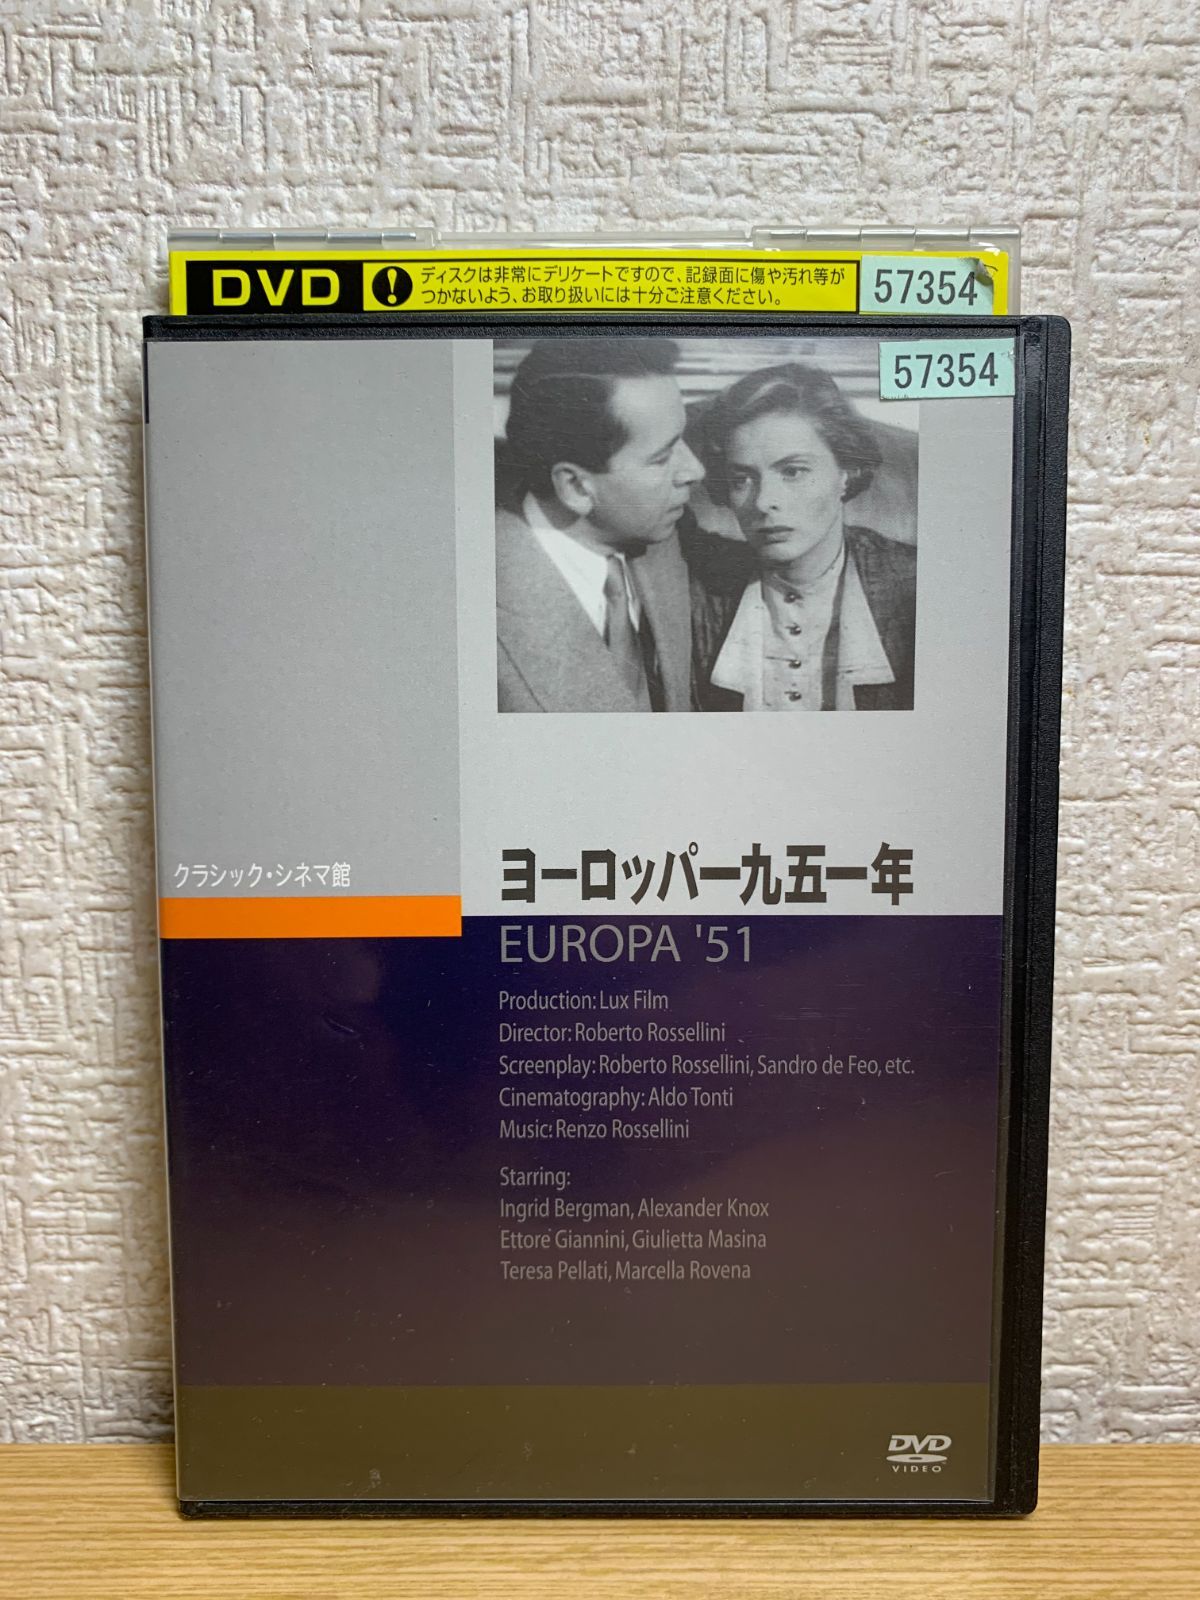 DVD
!
ディスクは非常にデリケートですので、記録面に傷や汚れ等が
つかないよう、お取り扱いには十分ご注意ください。
57354
57354
クラシック・シネマ館
ヨーロッパ一九五一年
EUROPA '51
Production: Lux Film
Director: Roberto Rossellini
Screenplay: Roberto Rossellini, Sandro de Feo, etc.
Cinematography: Aldo Tonti
Music: Renzo Rossellini
Starring:
Ingrid Bergman, Alexander Knox
Ettore Giannini, Giulietta Masina
Teresa Pellati, Marcella Rovena
DVD
VIDEO